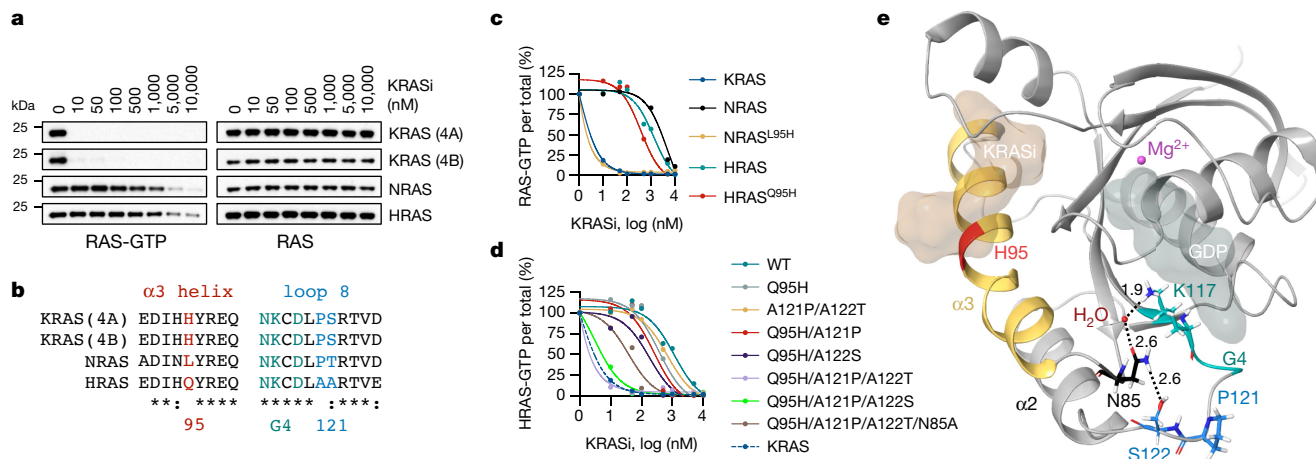 a
0 10 50 100 500 1,000 5,000 10,000
0 10 50 100 500 1,000 5,000 10,000
KRASi (nM)
kDa
25 KRAS (4A)
25 KRAS (4B)
25 NRAS
25 HRAS
RAS-GTP RAS
b
α3 helix loop 8
KRAS(4A) EDIHHYREQ NKCDLPSRTVD
KRAS(4B) EDIHHYREQ NKCDLPSRTVD
NRAS ADINLYREQ NKCDLPTRTVD
HRAS EDIHQYREQ NKCDLAARTVE
**: **** ***** :****:
95 G4 121
c
RAS-GTP per total (%)
125
100
75
50
25
0
0 1 2 3 4
KRASi, log (nM)
KRAS
NRAS
NRAS^L95H
HRAS
HRAS^Q95H
d
HRAS-GTP per total (%)
125
100
75
50
25
0
0 1 2 3 4
KRASi, log (nM)
WT
Q95H
A121P/A122T
Q95H/A121P
Q95H/A122S
Q95H/A121P/A122T
Q95H/A121P/A122S
Q95H/A121P/A122T/N85A
KRAS
e
KRASi
Mg2+
H95
GDP
α3
1.9
K117
H2O
2.6
G4
2.6
N85
α2
P121
S122